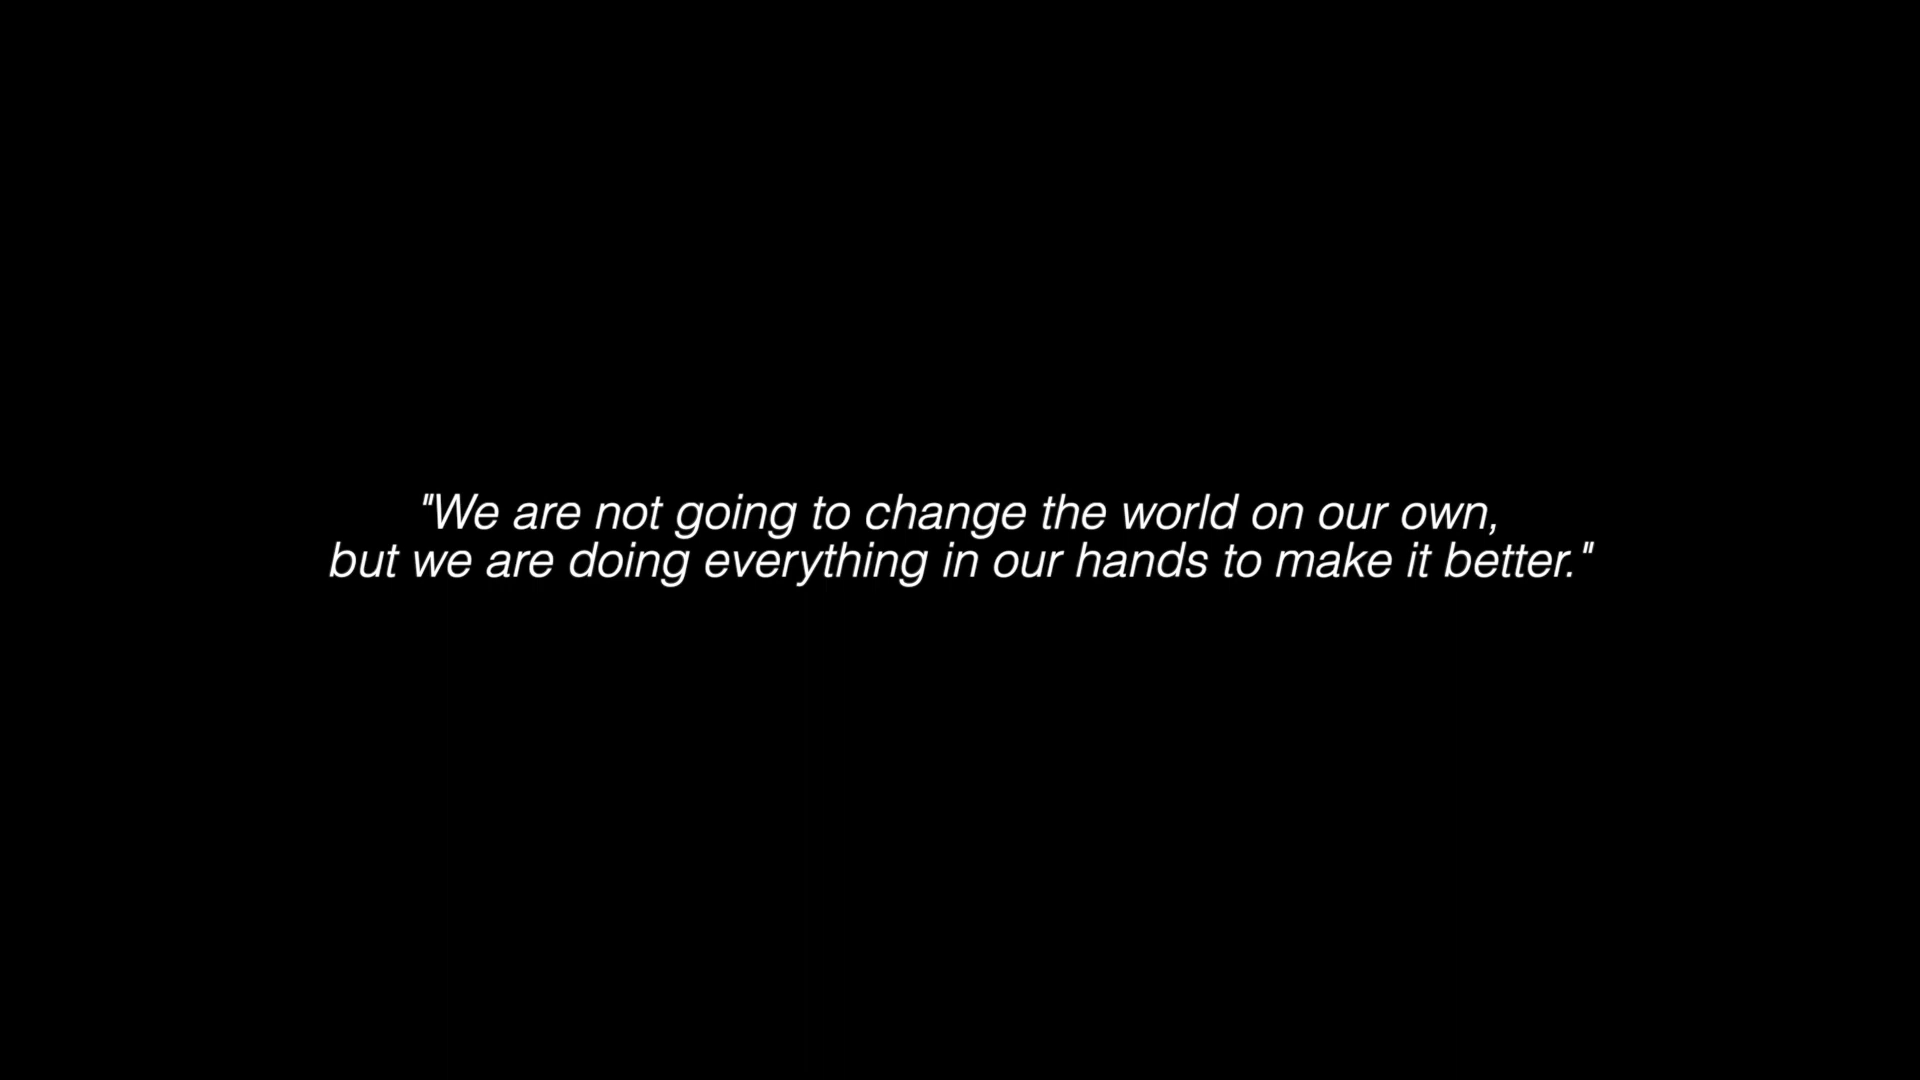 "We are not going to change the world on our own,
but we are doing everything in our hands to make it better."